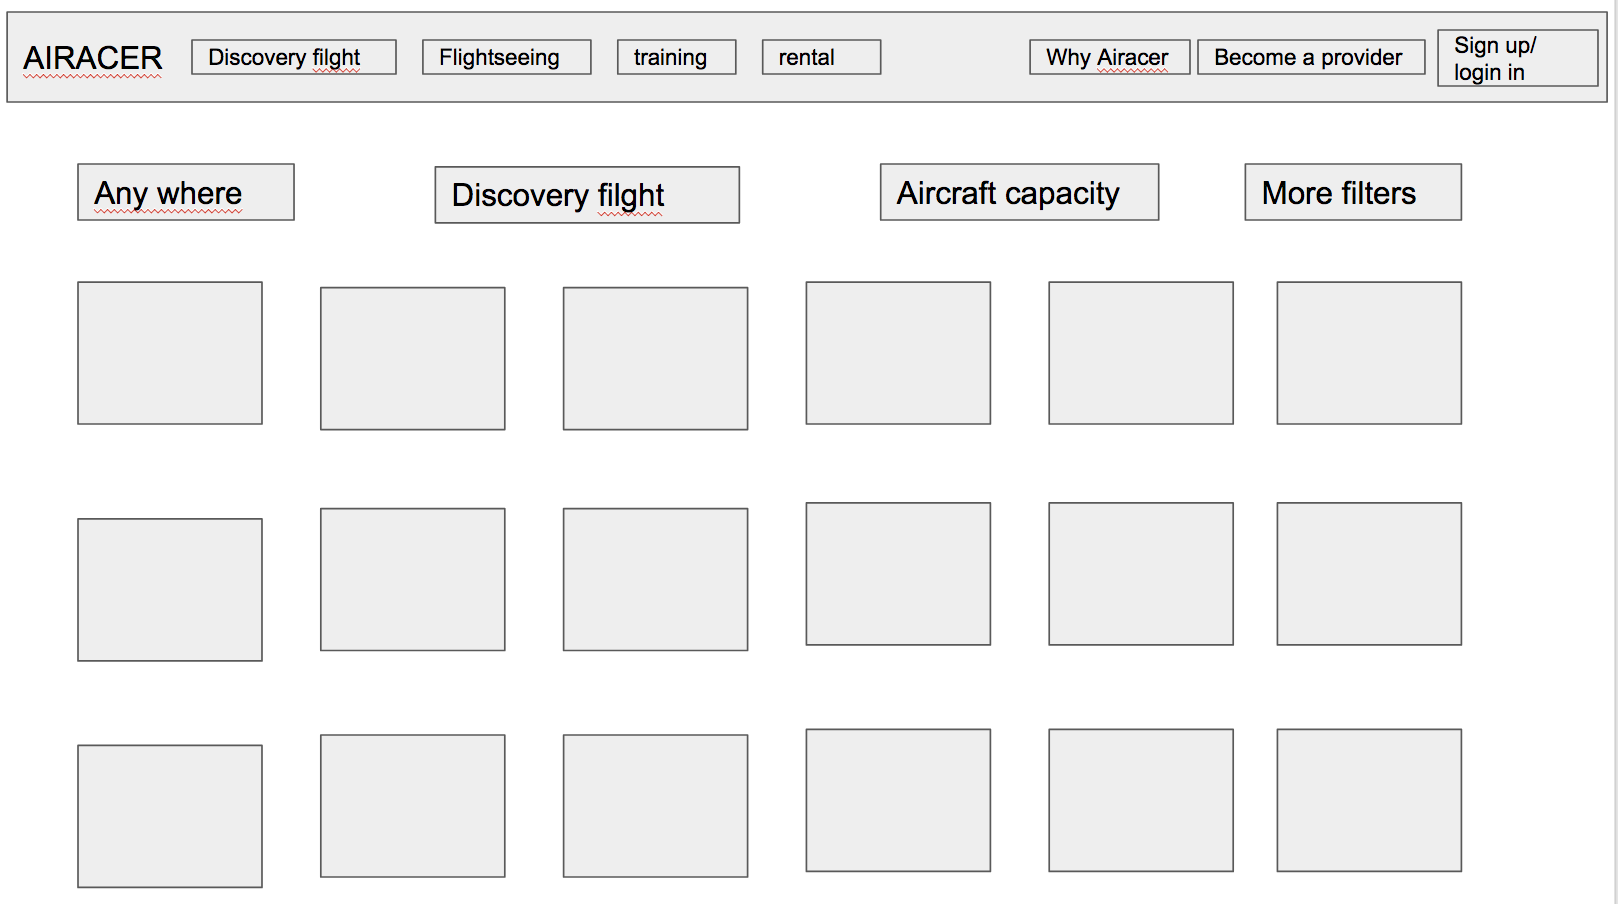 AIRACER
Discovery filght
Flightseeing
training
rental
Why Airacer
Become a provider
Sign up/
login in
Any where
Discovery filght
Aircraft capacity
More filters